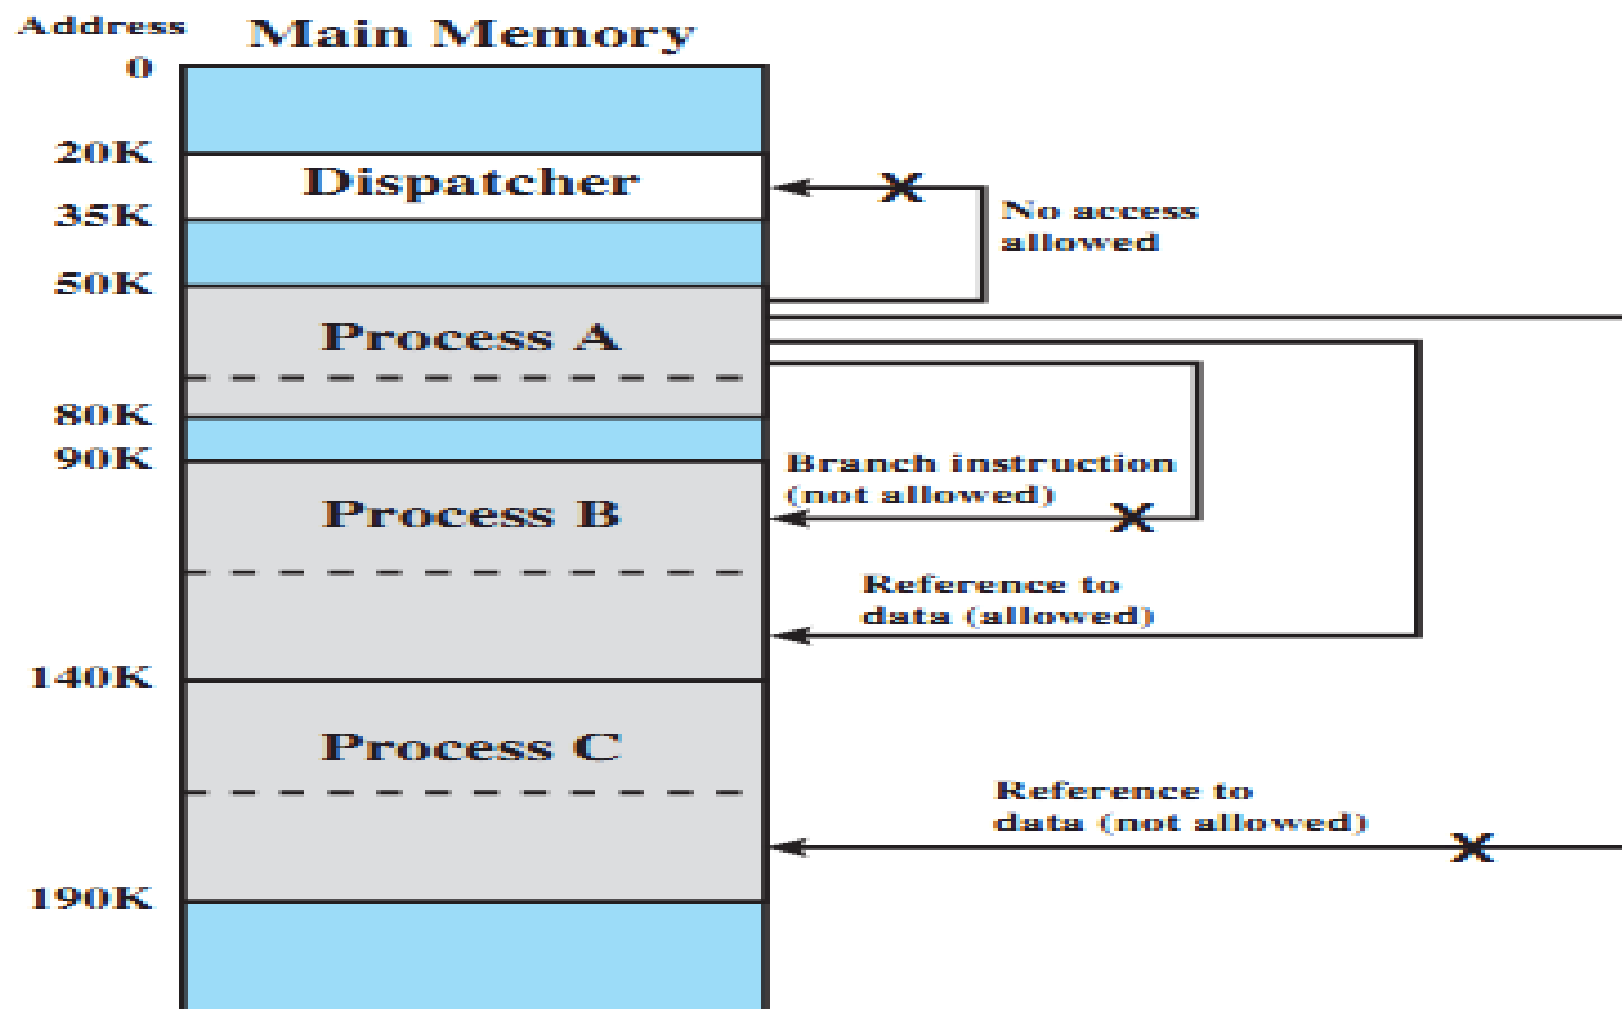 Address
Main Memory
0
20K
Dispatcher
35K
No access
allowed
50K
Process A
80K
90K
Branch instruction
(not allowed)
Process B
Reference to
data (allowed)
140K
Process C
Reference to
data (not allowed)
190K